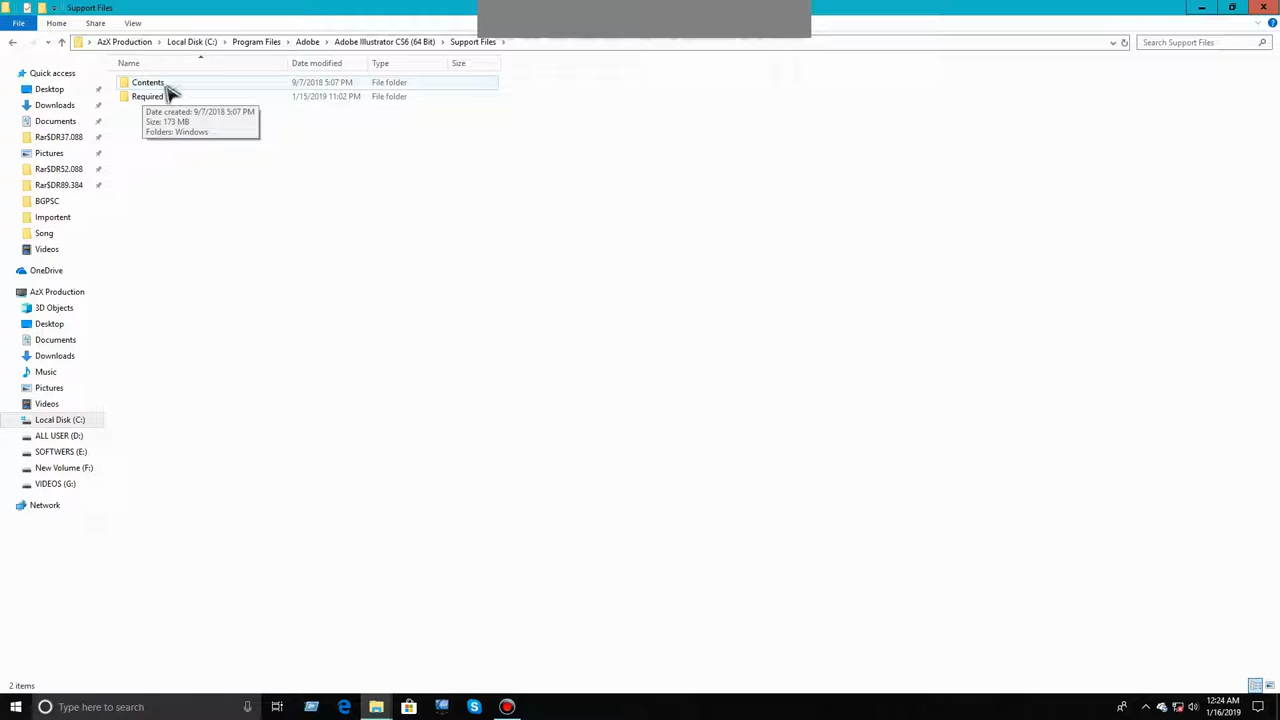 Support Files
File Home Share View
AzX Production Local Disk (C:) Program Files Adobe Adobe Illustrator CS6 (64 Bit) Support Files Search Support Files
Name Date modified Type Size
Quick access
Desktop
Downloads
Documents
Rar$DR37.088
Pictures
Rar$DR52.088
Rar$DR89.384
BGPSC
Importent
Song
Videos
OneDrive
AzX Production
3D Objects
Desktop
Documents
Downloads
Music
Pictures
Videos
Local Disk (C:)
ALL USER (D:)
SOFTWERS (E:)
New Volume (F:)
VIDEOS (G:)
Network
Contents 9/7/2018 5:07 PM File folder
Required 1/15/2019 11:02 PM File folder
Date created: 9/7/2018 5:07 PM
Size: 173 MB
Folders: Windows
2 items
Type here to search
12:24 AM
1/16/2019